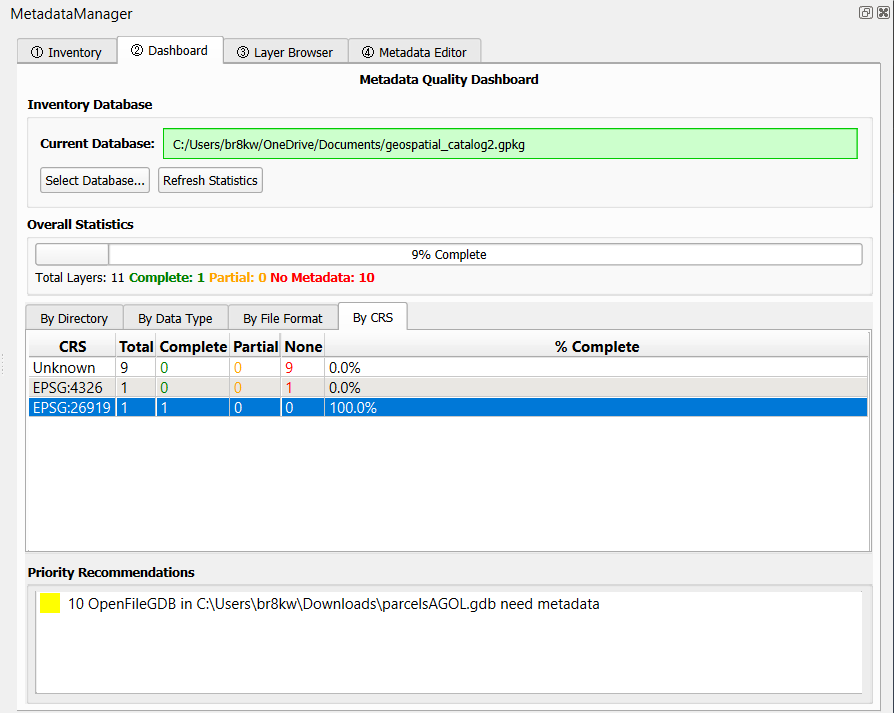 MetadataManager
① Inventory ② Dashboard ③ Layer Browser ④ Metadata Editor
Metadata Quality Dashboard
Inventory Database
Current Database: C:/Users/br8kw/OneDrive/Documents/geospatial_catalog2.gpkg
Select Database... Refresh Statistics
Overall Statistics
9% Complete
Total Layers: 11 Complete: 1 Partial: 0 No Metadata: 10
By Directory By Data Type By File Format By CRS
CRS Total Complete Partial None % Complete
Unknown 9 0 0 9 0.0%
EPSG:4326 1 0 0 1 0.0%
EPSG:26919 1 1 0 0 100.0%
Priority Recommendations
10 OpenFileGDB in C:\Users\br8kw\Downloads\parcelsAGOL.gdb need metadata